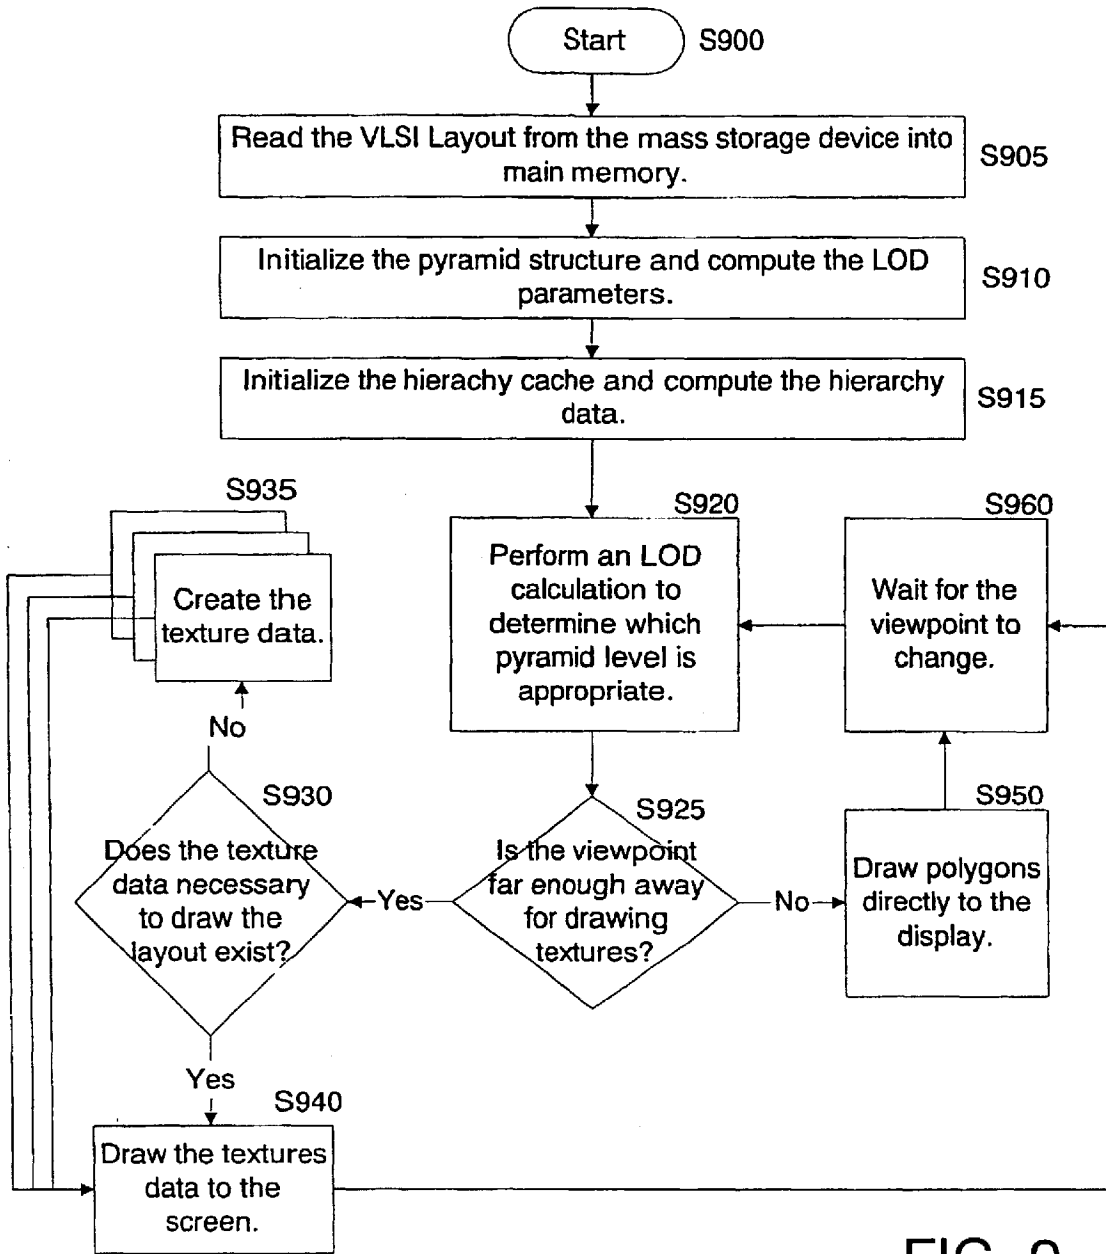 Start
S900
Read the VLSI Layout from the mass storage device into
main memory.
S905
Initialize the pyramid structure and compute the LOD
parameters.
S910
Initialize the hierachy cache and compute the hierarchy
data.
S915
S935
Create the
texture data.
S920
Perform an LOD
calculation to
determine which
pyramid level is
appropriate.
S960
Wait for the
viewpoint to
change.
No
S930
Does the texture
data necessary
to draw the
layout exist?
Yes
S925
Is the viewpoint
far enough away
for drawing
textures?
No
S950
Draw polygons
directly to the
display.
Yes
S940
Draw the textures
data to the
screen.
FIG. 9